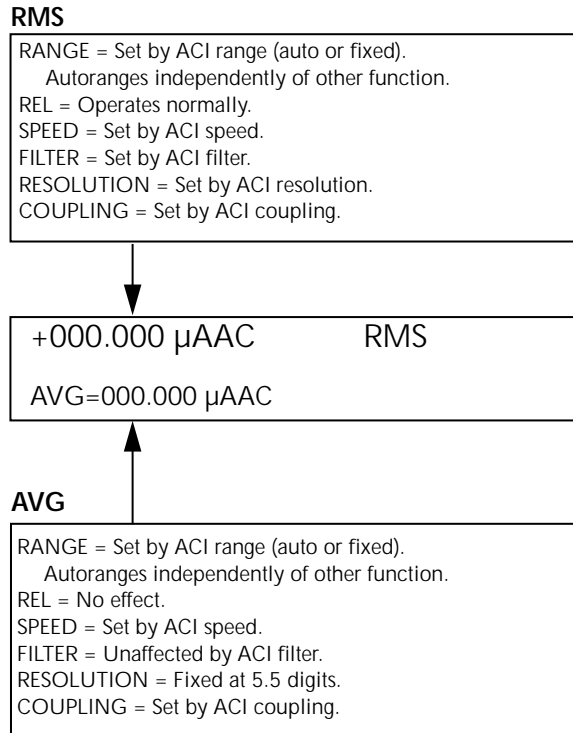 RMS
RANGE = Set by ACI range (auto or fixed).
Autoranges independently of other function.
REL = Operates normally.
SPEED = Set by ACI speed.
FILTER = Set by ACI filter.
RESOLUTION = Set by ACI resolution.
COUPLING = Set by ACI coupling.
+000.000 µAAC RMS
AVG=000.000 µAAC
AVG
RANGE = Set by ACI range (auto or fixed).
Autoranges independently of other function.
REL = No effect.
SPEED = Set by ACI speed.
FILTER = Unaffected by ACI filter.
RESOLUTION = Fixed at 5.5 digits.
COUPLING = Set by ACI coupling.